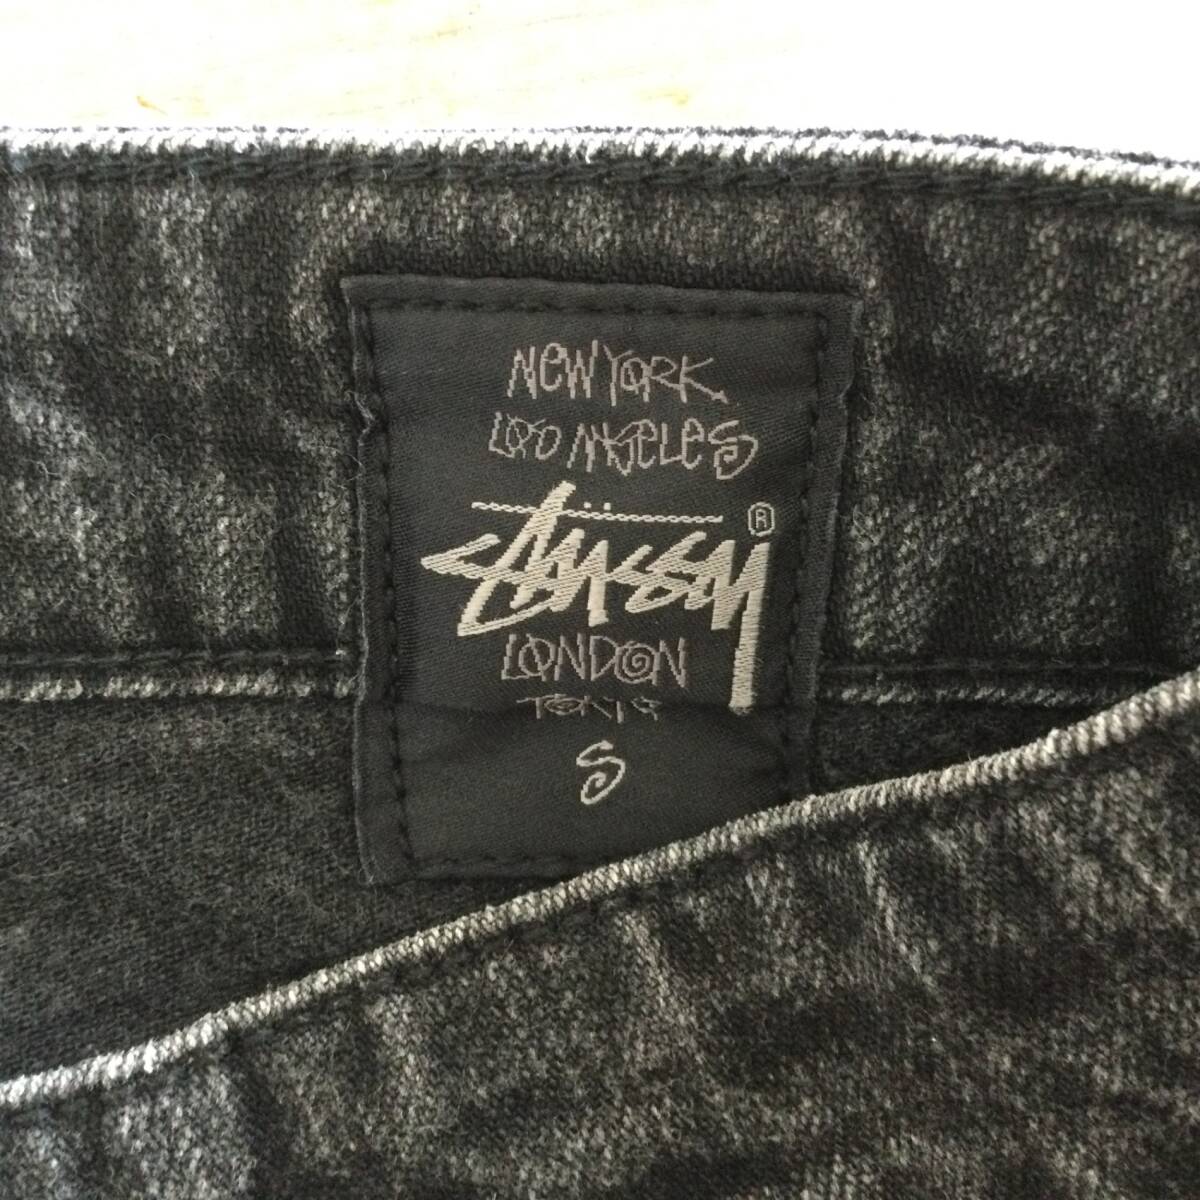 New York
Los Angeles
Stüssy ®
London
Tokyo
S